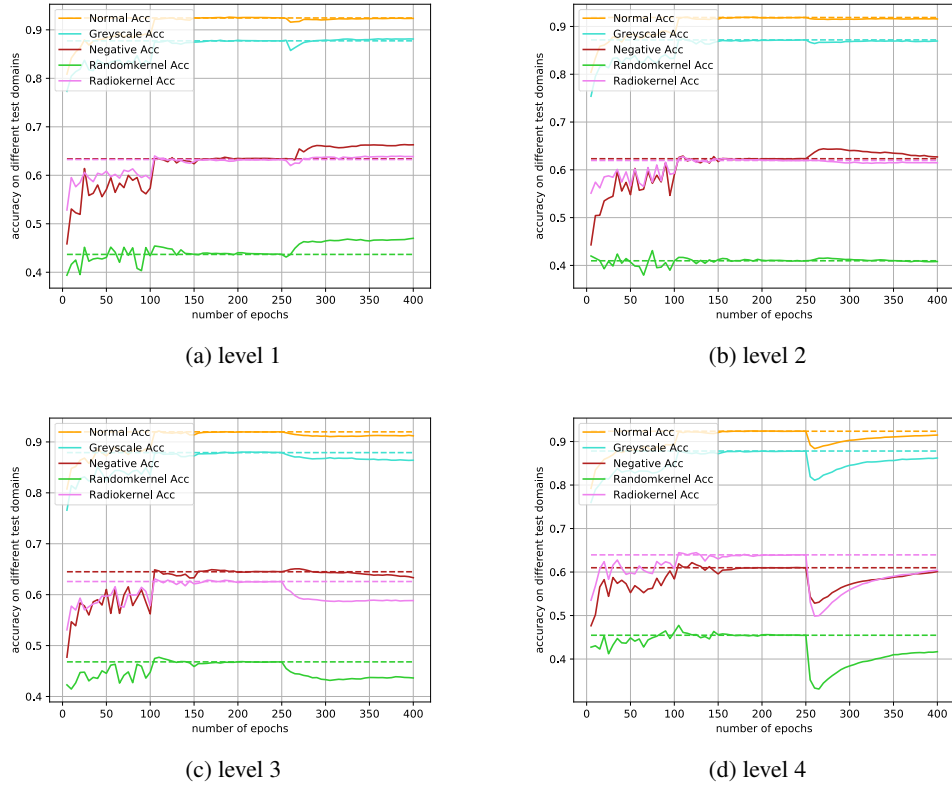 0.9
0.8
0.7
0.6
0.5
0.4
accuracy on different test domains
Normal Acc
Greyscale Acc
Negative Acc
Randomkernel Acc
Radiokernel Acc
0 50 100 150 200 250 300 350 400
number of epochs
(a) level 1
0.9
0.8
0.7
0.6
0.5
0.4
accuracy on different test domains
Normal Acc
Greyscale Acc
Negative Acc
Randomkernel Acc
Radiokernel Acc
0 50 100 150 200 250 300 350 400
number of epochs
(b) level 2
0.9
0.8
0.7
0.6
0.5
0.4
accuracy on different test domains
Normal Acc
Greyscale Acc
Negative Acc
Randomkernel Acc
Radiokernel Acc
0 50 100 150 200 250 300 350 400
number of epochs
(c) level 3
0.9
0.8
0.7
0.6
0.5
0.4
accuracy on different test domains
Normal Acc
Greyscale Acc
Negative Acc
Randomkernel Acc
Radiokernel Acc
0 50 100 150 200 250 300 350 400
number of epochs
(d) level 4